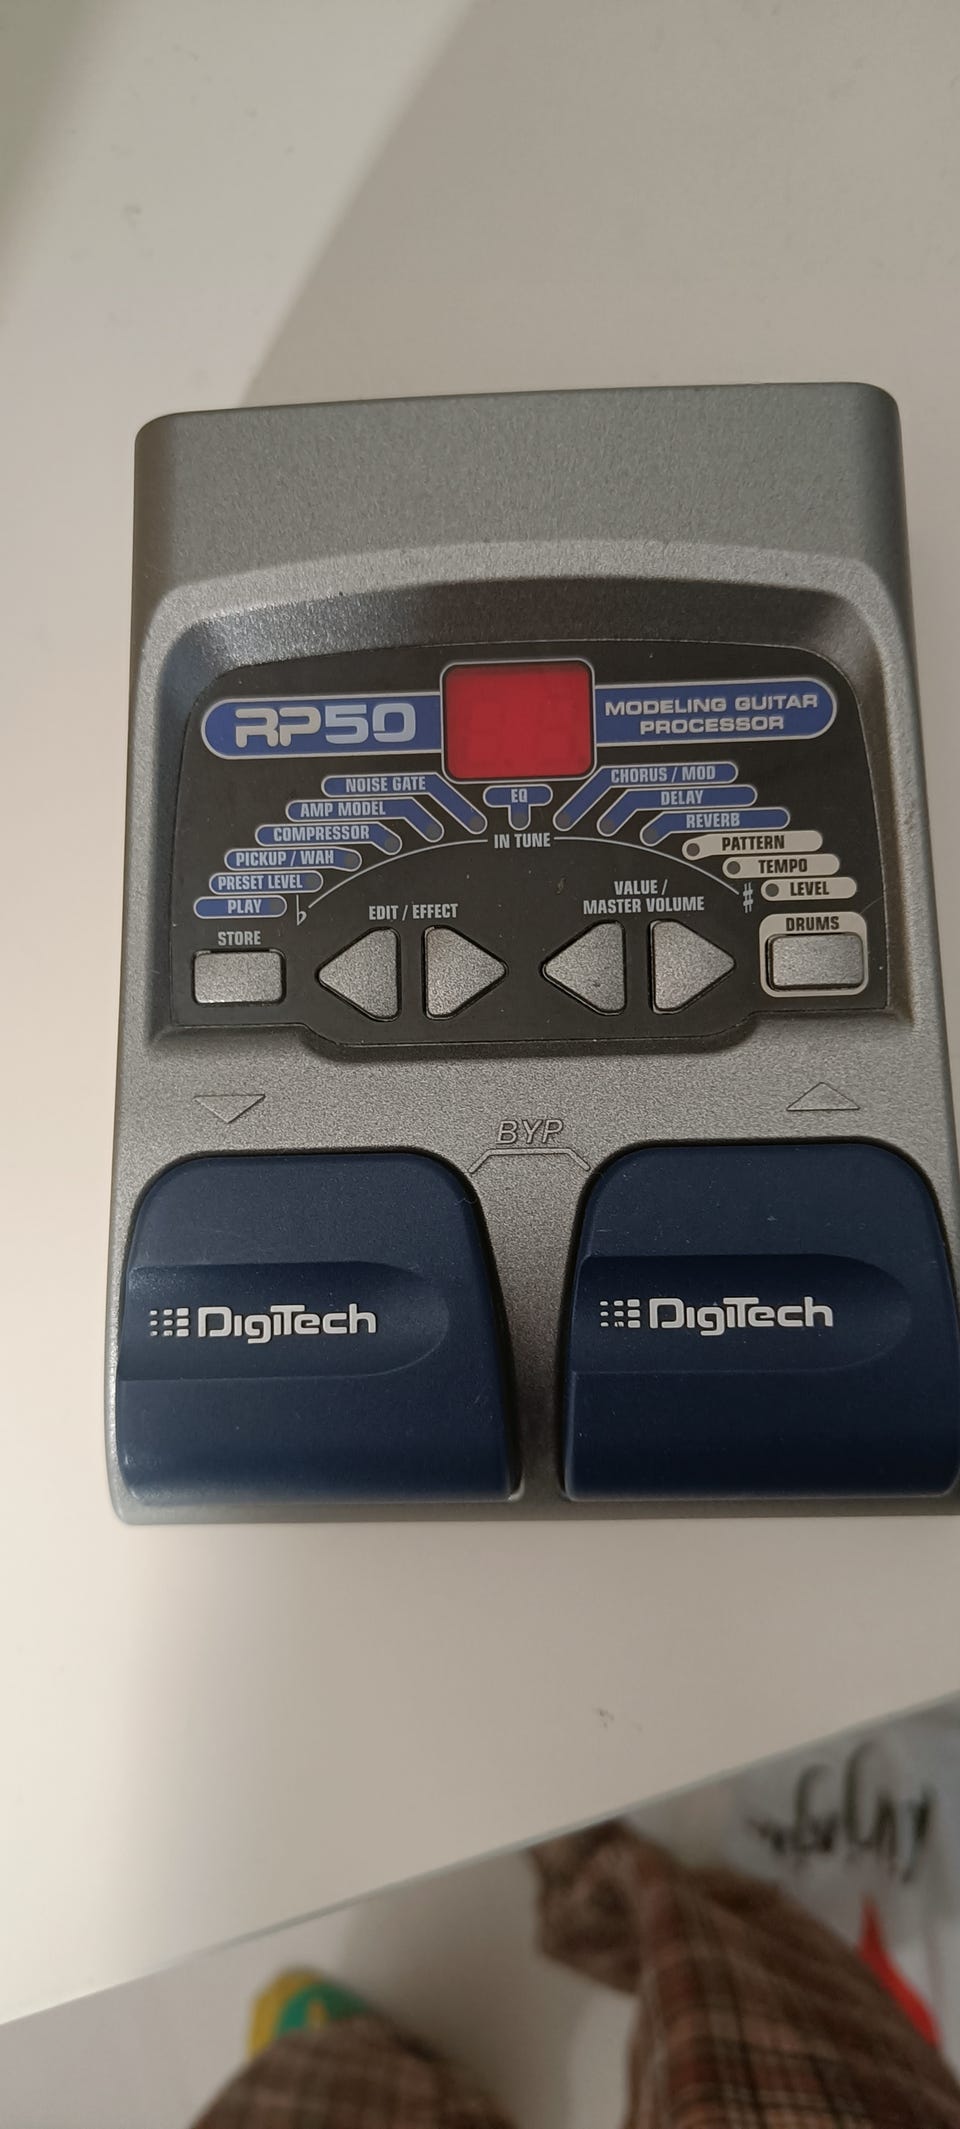 RP50
MODELING GUITAR
PROCESSOR
NOISE GATE
EQ
CHORUS / MOD
AMP MODEL
DELAY
COMPRESSOR
REVERB
IN TUNE
PATTERN
PICKUP / WAH
TEMPO
PRESET LEVEL
LEVEL
PLAY
♭
♯
EDIT / EFFECT
VALUE /
MASTER VOLUME
STORE
DRUMS
BYP
DigiTech
DigiTech